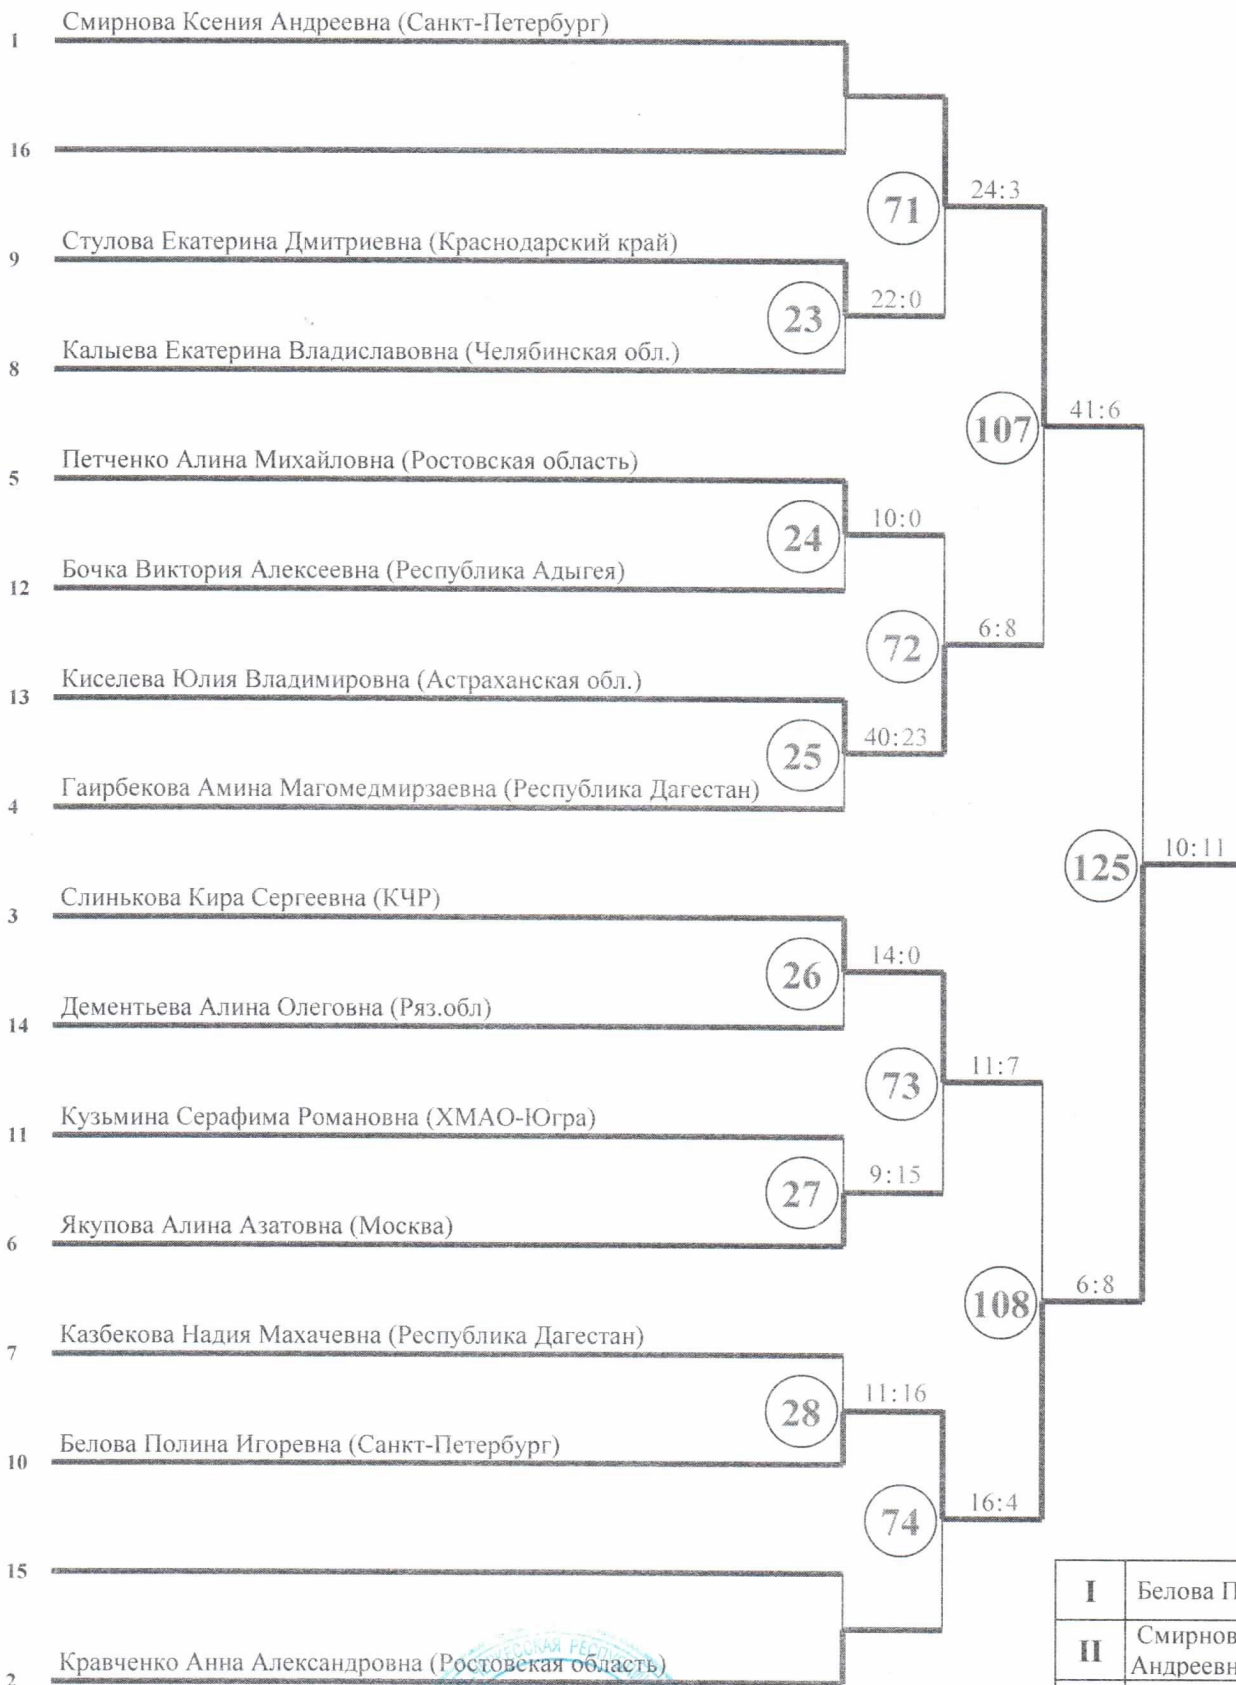 Смирнова Ксения Андреевна (Санкт-Петербург)
1
16
71
24:3
Стулова Екатерина Дмитриевна (Краснодарский край)
9
23
22:0
Калыева Екатерина Владиславовна (Челябинская обл.)
8
107
41:6
Петченко Алина Михайловна (Ростовская область)
5
24
10:0
Бочка Виктория Алексеевна (Республика Адыгея)
12
72
6:8
Киселева Юлия Владимировна (Астраханская обл.)
13
25
40:23
Гаирбекова Амина Магомедмирзаевна (Республика Дагестан)
4
125
10:11
Слинькова Кира Сергеевна (КЧР)
3
26
14:0
Дементьева Алина Олеговна (Ряз.обл)
14
73
11:7
Кузьмина Серафима Романовна (ХМАО-Югра)
11
27
9:15
Якупова Алина Азатовна (Москва)
6
108
6:8
Казбекова Надия Махачевна (Республика Дагестан)
7
28
11:16
Белова Полина Игоревна (Санкт-Петербург)
10
74
16:4
15
I Белова П
II Смирнов
Андреевн
Кравченко Анна Александровна (Ростовская область)
2